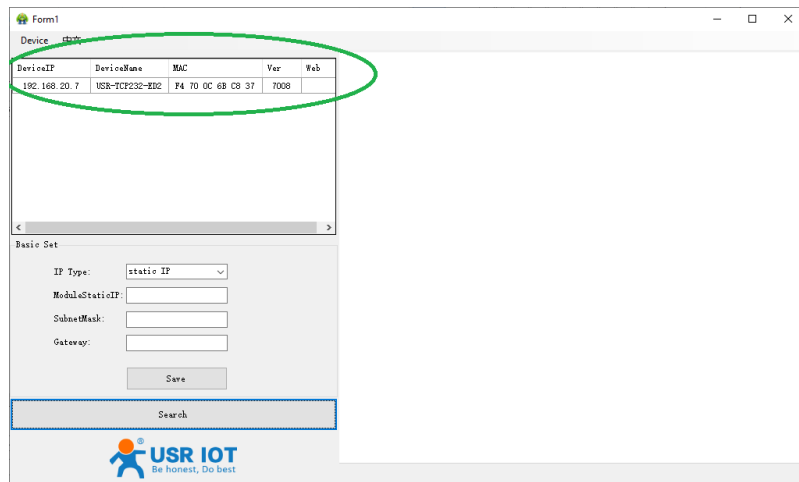 Form1
Device 中文
DeviceIP DeviceName MAC Ver Web
192.168.20.7 USR-TCP232-ED2 F4 70 0C 6B C8 37 7008
Basic Set
IP Type: static IP
ModuleStaticIP:
SubnetMask:
Gateway:
Save
Search
USR IOT
®
Be honest, Do best